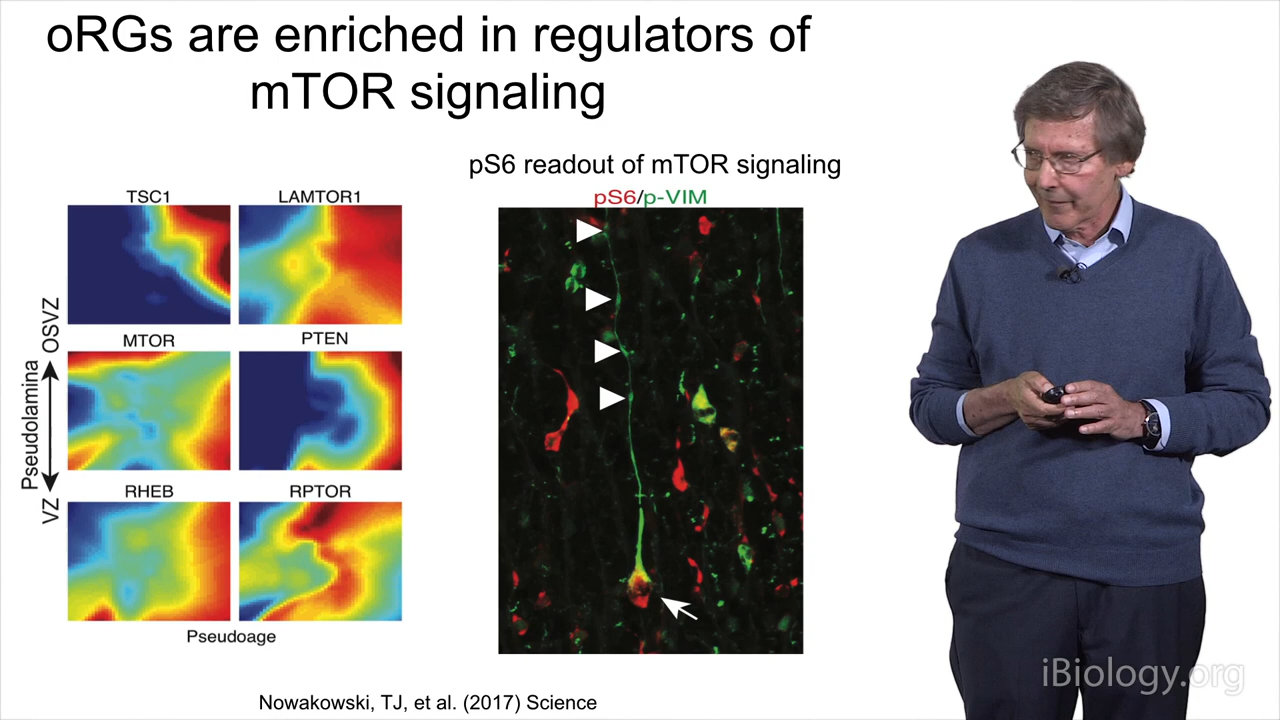 oRGs are enriched in regulators of
mTOR signaling
pS6 readout of mTOR signaling
pS6/p-VIM
TSC1
LAMTOR1
MTOR
PTEN
RHEB
RPTOR
Pseudolamina
VZ
OSVZ
Pseudoage
Nowakowski, TJ, et al. (2017) Science
iBiology.org